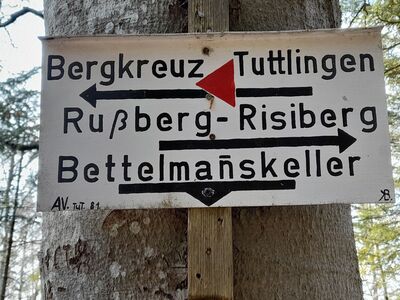 Bergkreuz Tuttlingen
Rußberg-Risiberg
Bettelmañskeller
AV. TUT. 81